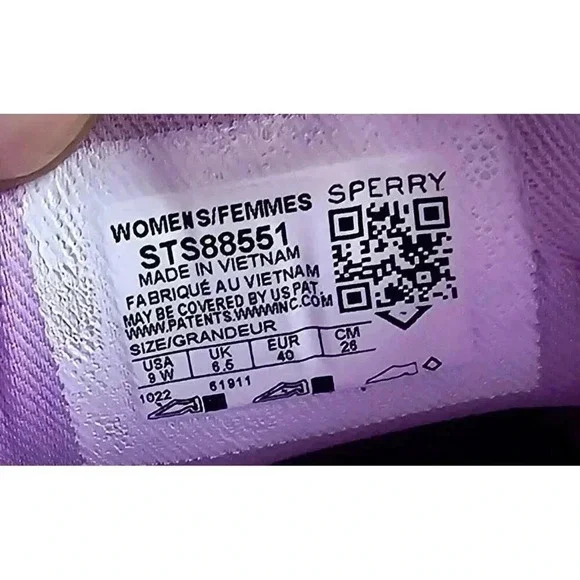 WOMENS/FEMMES
SPERRY
STS88551
MADE IN VIETNAM
FABRIQUÉ AU VIETNAM
MAY BE COVERED BY US PAT.
WWW.PATENTS.WWWINC.COM
SIZE/GRANDEUR
USA UK EUR CM
9 W 6.5 40 26
1022 61911